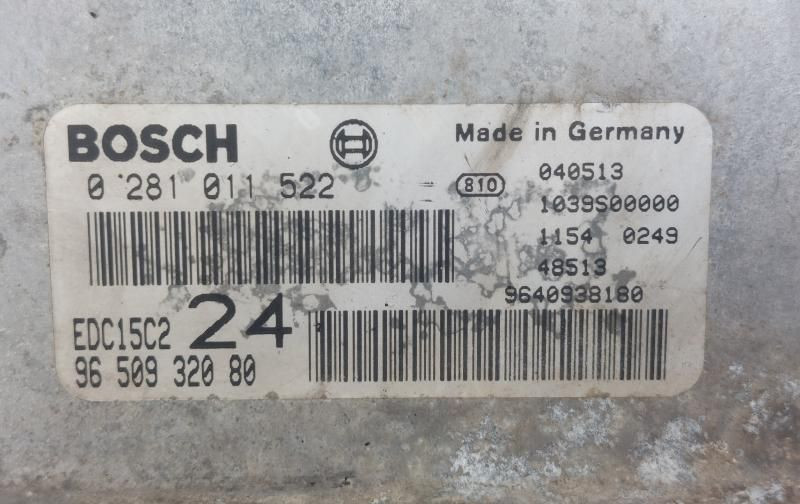 BOSCH
Made in Germany
0 281 011 522
810
040513
1039S00000
1154 0249
48513
9640938180
EDC15C2 24
96 509 320 80